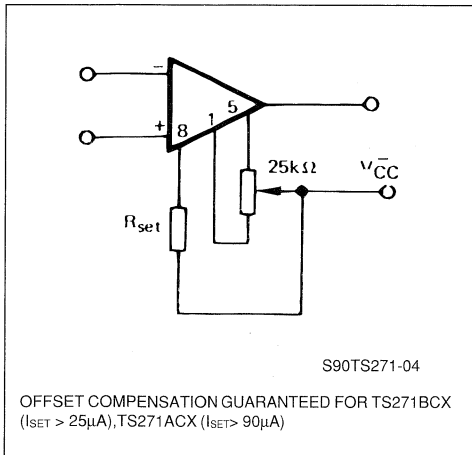 −
+
8
1
5
25kΩ
V̄CC
Rset
S90TS271-04
OFFSET COMPENSATION GUARANTEED FOR TS271BCX
(ISET > 25µA),TS271ACX (ISET> 90µA)